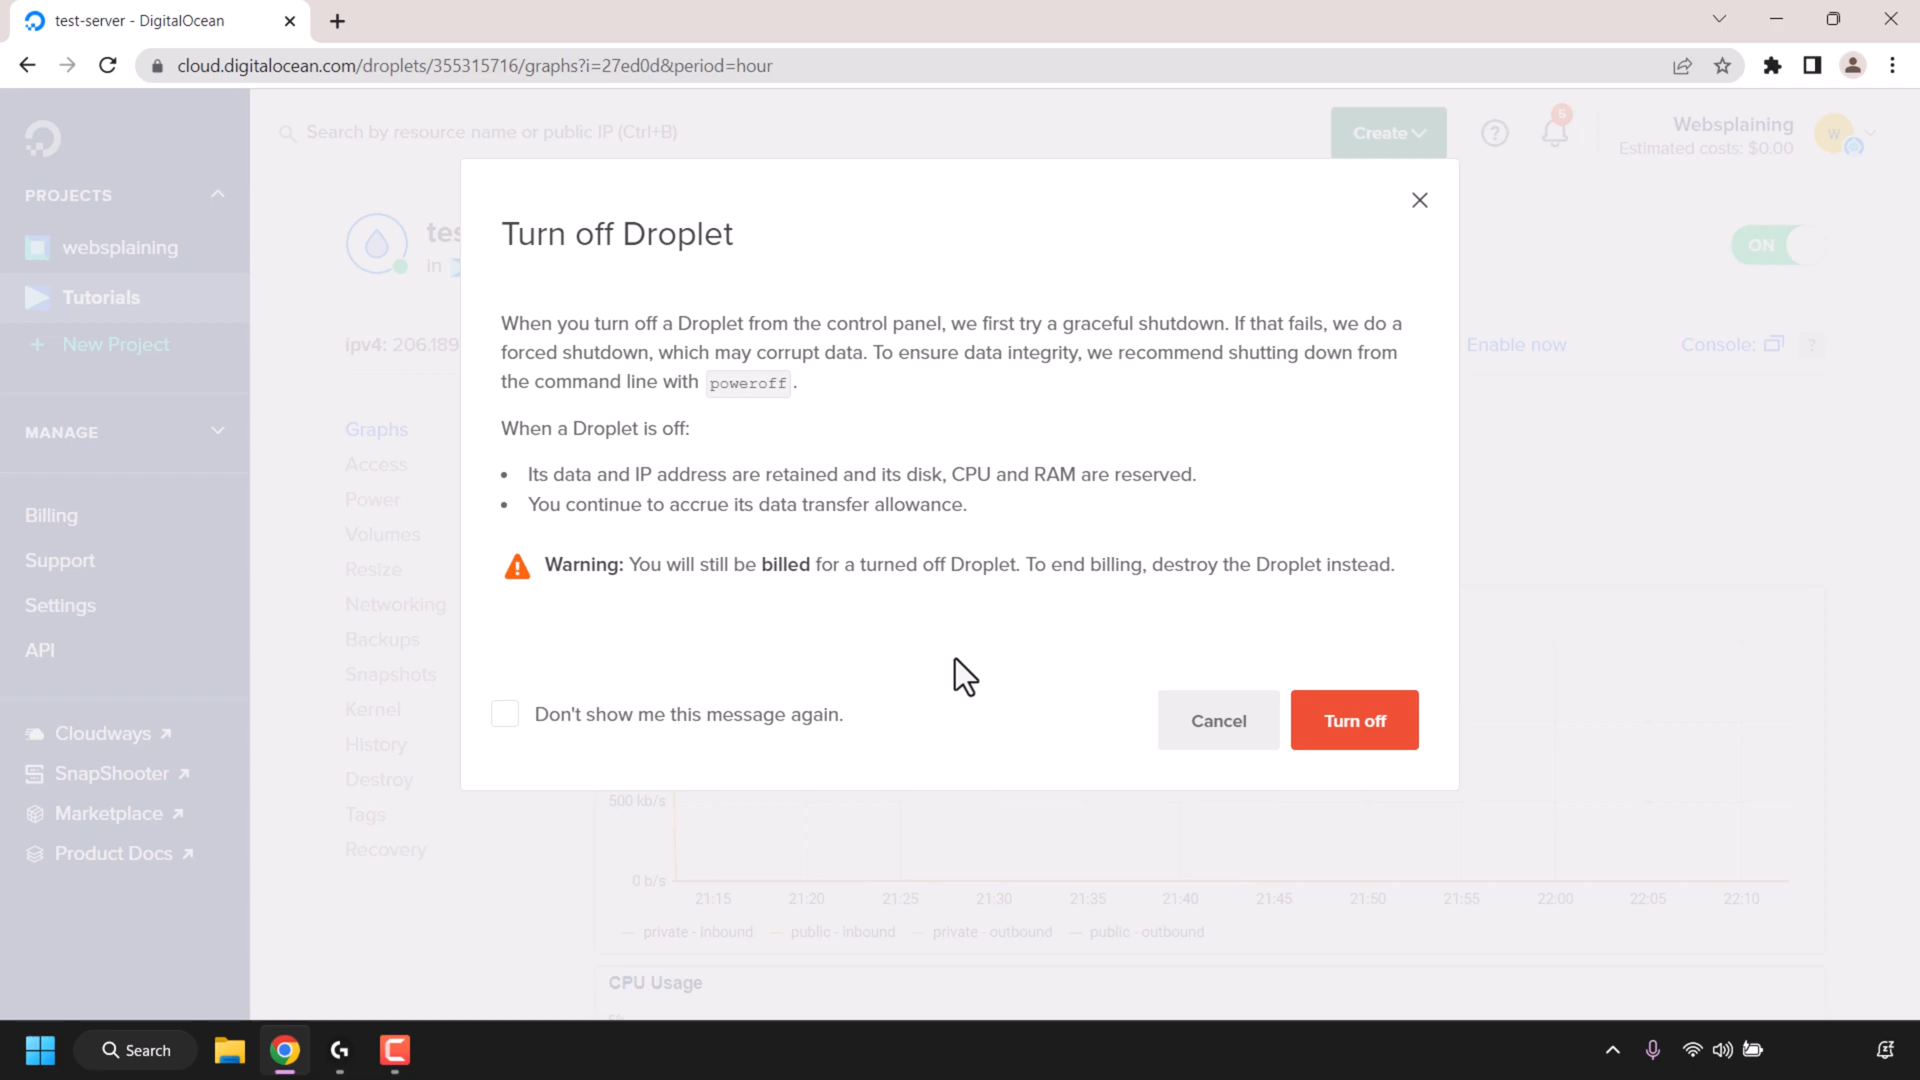 test-server - DigitalOcean
cloud.digitalocean.com/droplets/355315716/graphs?i=27ed0d&period=hour
Search by resource name or public IP (Ctrl+B)
Create
5
Websplaining
Estimated costs: $0.00
W
PROJECTS
websplaining
Tutorials
+ New Project
MANAGE
Billing
Support
Settings
API
Cloudways
SnapShooter
Marketplace
Product Docs
tes
in
ON
ipv4: 206.189
Enable now
Console:
?
Graphs
Access
Power
Volumes
Resize
Networking
Backups
Snapshots
Kernel
History
Destroy
Tags
Recovery
Turn off Droplet
When you turn off a Droplet from the control panel, we first try a graceful shutdown. If that fails, we do a
forced shutdown, which may corrupt data. To ensure data integrity, we recommend shutting down from
the command line with poweroff.
When a Droplet is off:
• Its data and IP address are retained and its disk, CPU and RAM are reserved.
• You continue to accrue its data transfer allowance.
Warning: You will still be billed for a turned off Droplet. To end billing, destroy the Droplet instead.
Don't show me this message again.
Cancel
Turn off
500 kb/s
0 b/s
21:15 21:20 21:25 21:30 21:35 21:40 21:45 21:50 21:55 22:00 22:05 22:10
private - inbound public - inbound private - outbound public - outbound
CPU Usage
Search